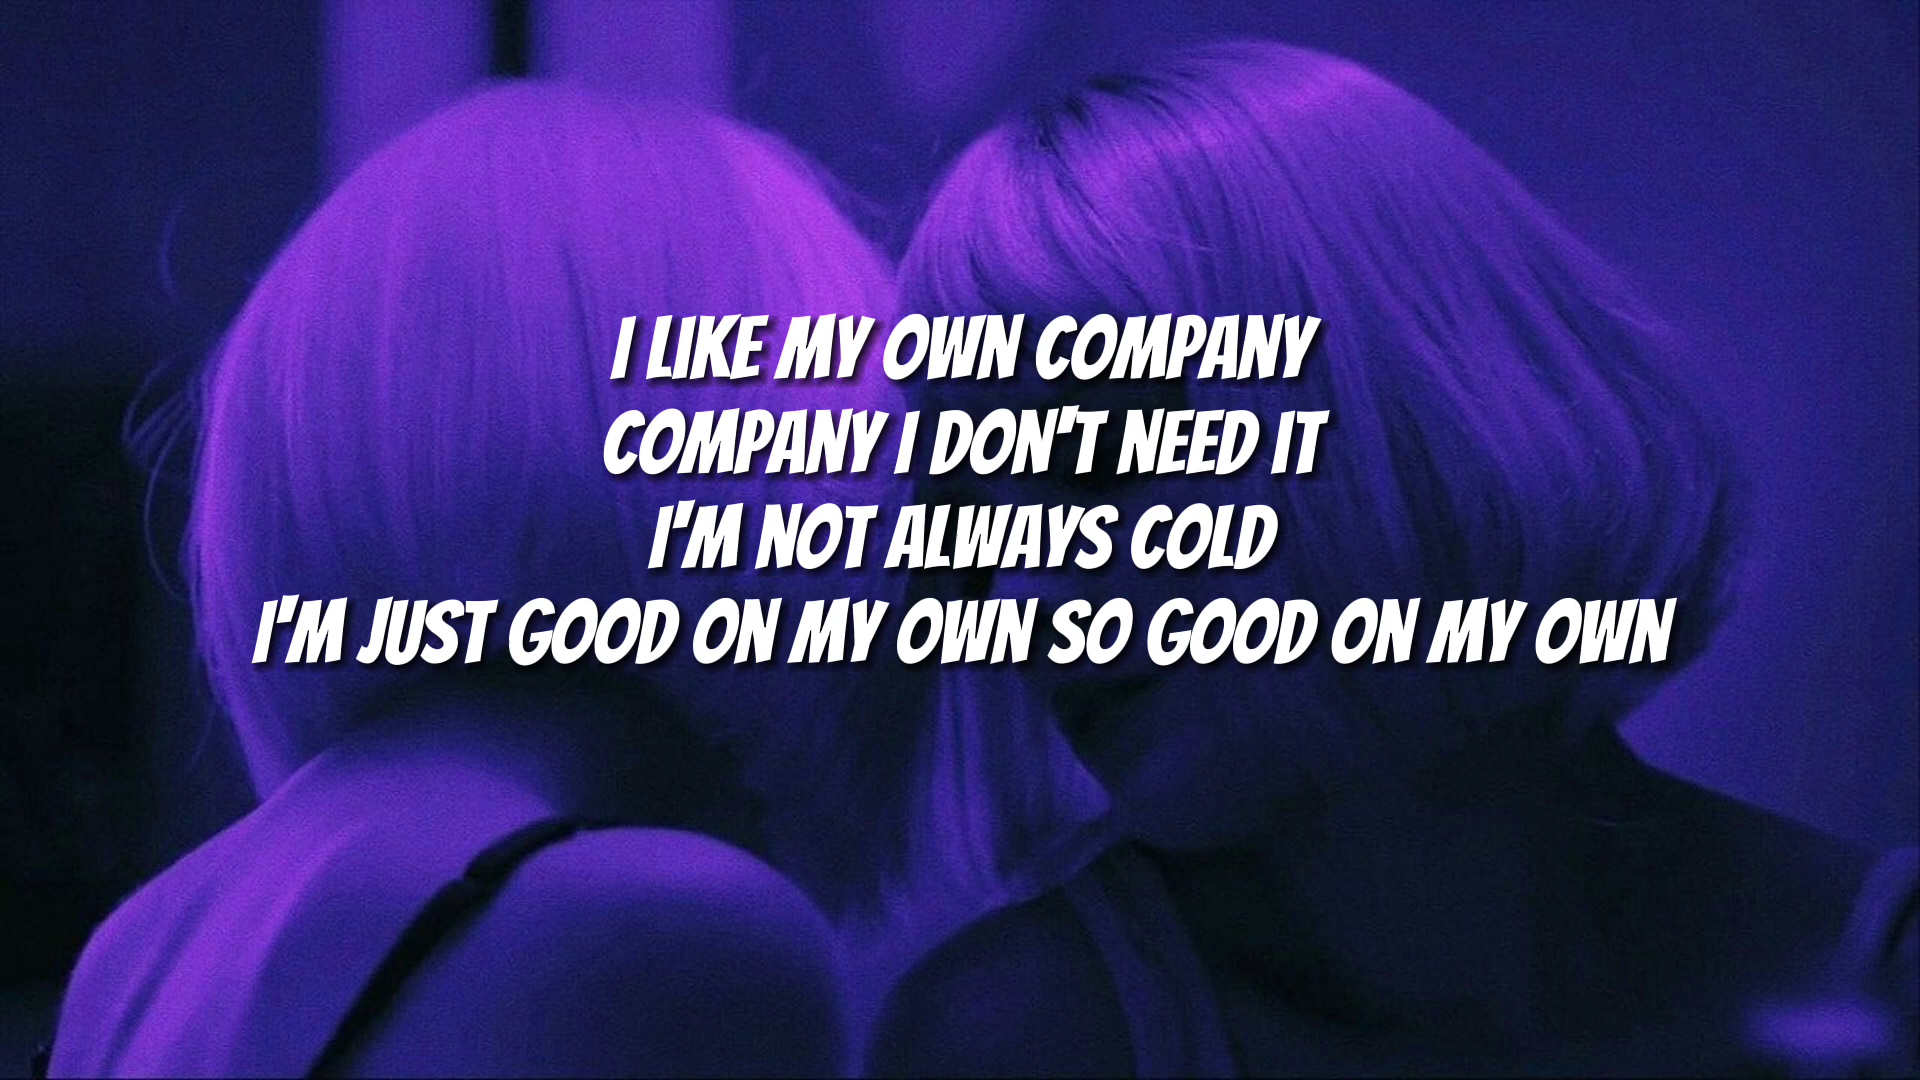 I LIKE MY OWN COMPANY
COMPANY I DON'T NEED IT
I'M NOT ALWAYS COLD
I'M JUST GOOD ON MY OWN SO GOOD ON MY OWN